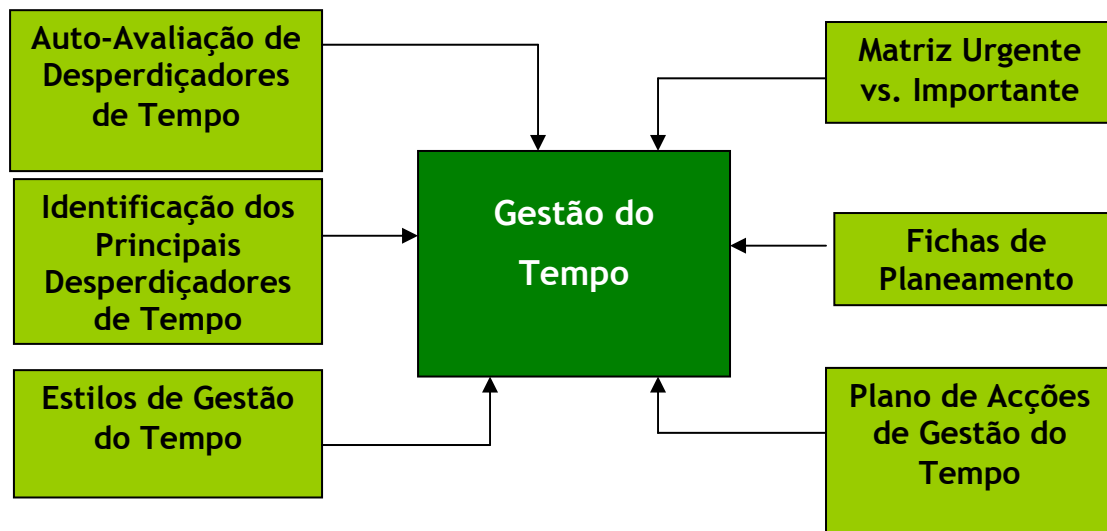 Auto-Avaliação de
Desperdiçadores
de Tempo
Identificação dos
Principais
Desperdiçadores
de Tempo
Estilos de Gestão
do Tempo
Gestão do
Tempo
Matriz Urgente
vs. Importante
Fichas de
Planeamento
Plano de Acções
de Gestão do
Tempo